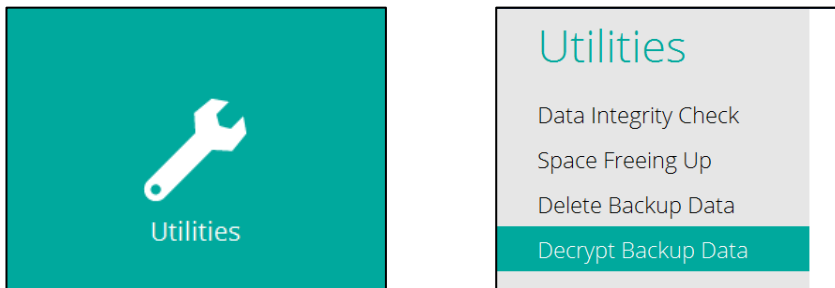 Utilities
Utilities
Data Integrity Check
Space Freeing Up
Delete Backup Data
Decrypt Backup Data